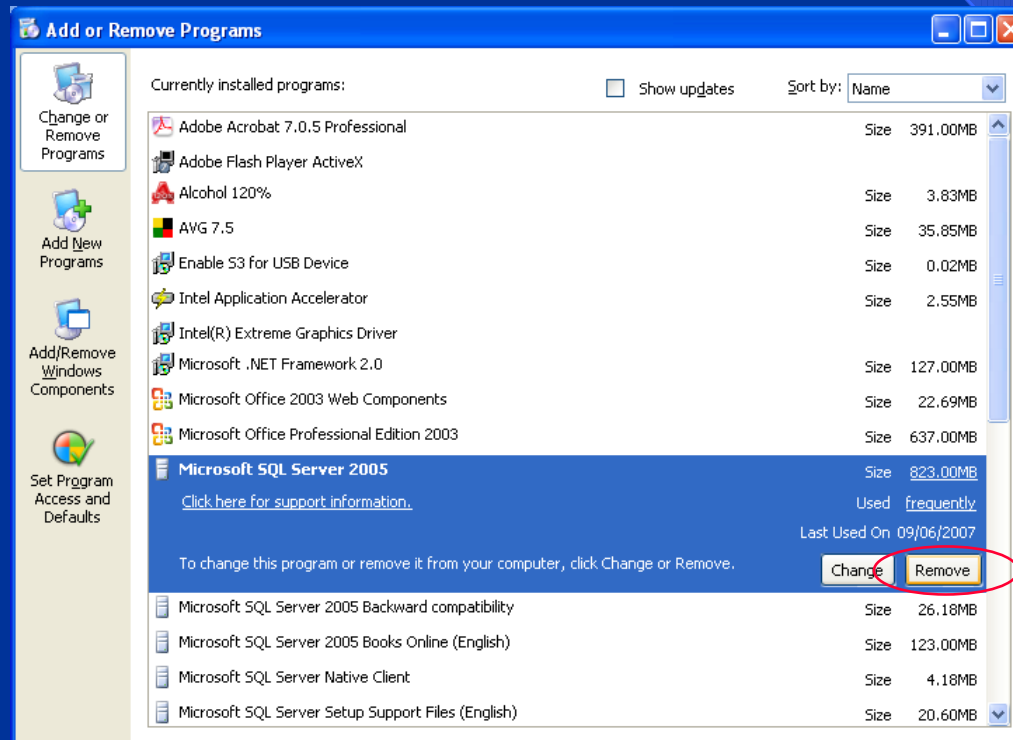 Add or Remove Programs
Change or
Remove
Programs
Add New
Programs
Add/Remove
Windows
Components
Set Program
Access and
Defaults
Currently installed programs:
Show updates
Sort by: Name
Adobe Acrobat 7.0.5 Professional Size 391.00MB
Adobe Flash Player ActiveX
Alcohol 120% Size 3.83MB
AVG 7.5 Size 35.85MB
Enable S3 for USB Device Size 0.02MB
Intel Application Accelerator Size 2.55MB
Intel(R) Extreme Graphics Driver
Microsoft .NET Framework 2.0 Size 127.00MB
Microsoft Office 2003 Web Components Size 22.69MB
Microsoft Office Professional Edition 2003 Size 637.00MB
Microsoft SQL Server 2005 Size 823.00MB
Click here for support information. Used frequently
Last Used On 09/06/2007
To change this program or remove it from your computer, click Change or Remove. Change Remove
Microsoft SQL Server 2005 Backward compatibility Size 26.18MB
Microsoft SQL Server 2005 Books Online (English) Size 123.00MB
Microsoft SQL Server Native Client Size 4.18MB
Microsoft SQL Server Setup Support Files (English) Size 20.60MB